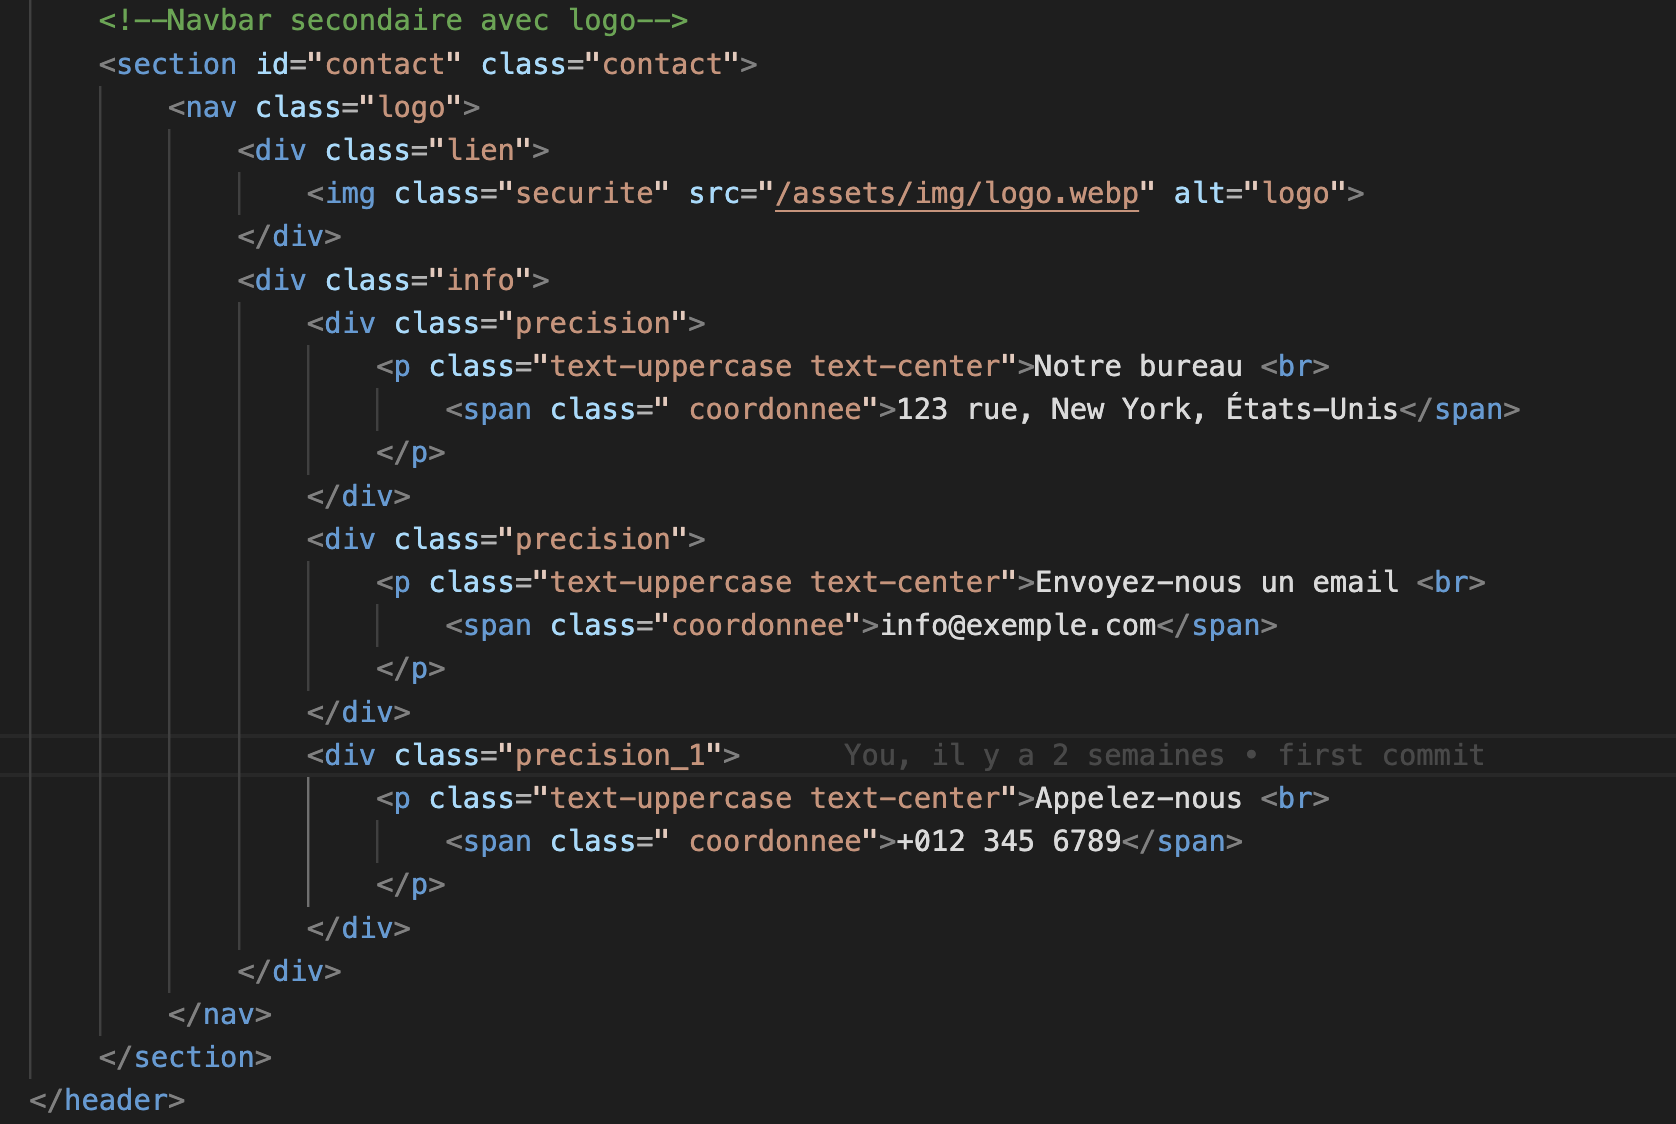 <!--Navbar secondaire avec logo-->
<section id="contact" class="contact">
<nav class="logo">
<div class="lien">
<img class="securite" src="/assets/img/logo.webp" alt="logo">
</div>
<div class="info">
<div class="precision">
<p class="text-uppercase text-center">Notre bureau <br>
<span class=" coordonnee">123 rue, New York, États-Unis</span>
</p>
</div>
<div class="precision">
<p class="text-uppercase text-center">Envoyez-nous un email <br>
<span class="coordonnee">info@exemple.com</span>
</p>
</div>
<div class="precision_1"> You, il y a 2 semaines • first commit
<p class="text-uppercase text-center">Appelez-nous <br>
<span class=" coordonnee">+012 345 6789</span>
</p>
</div>
</div>
</nav>
</section>
</header>